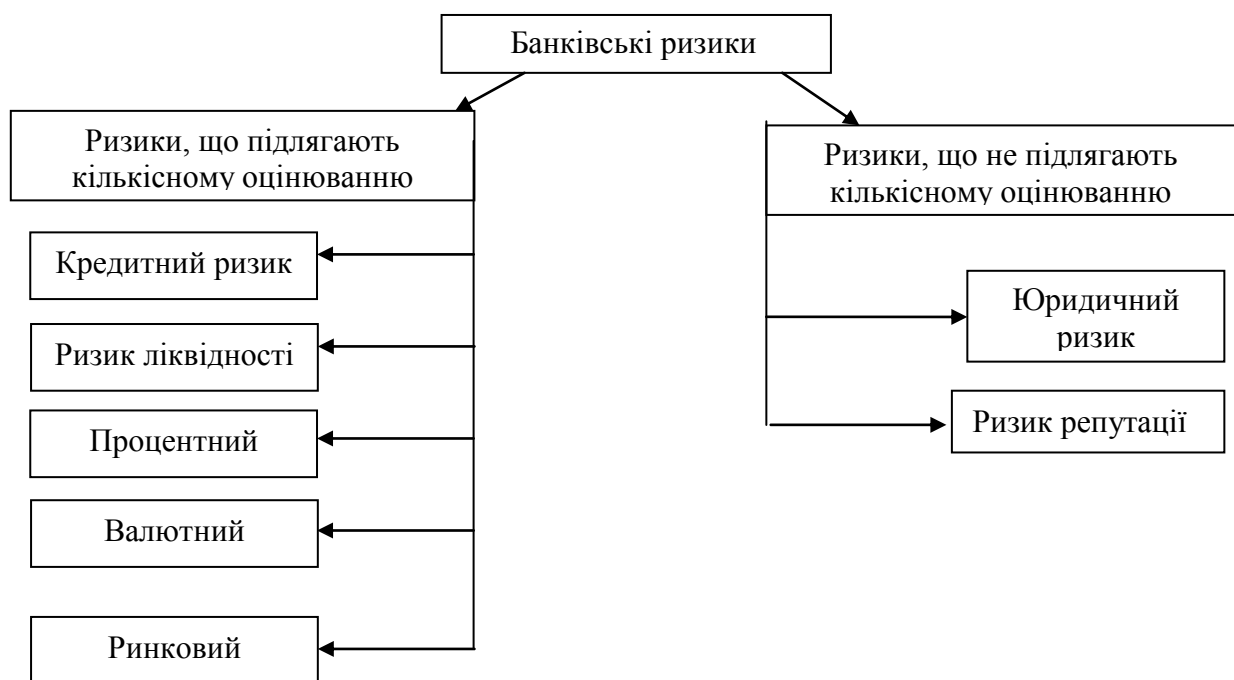 Банківські ризики
Ризики, що підлягають
кількісному оцінюванню
Кредитний ризик
Ризик ліквідності
Процентний
Валютний
Ринковий
Ризики, що не підлягають
кількісному оцінюванню
Юридичний
ризик
Ризик репутації